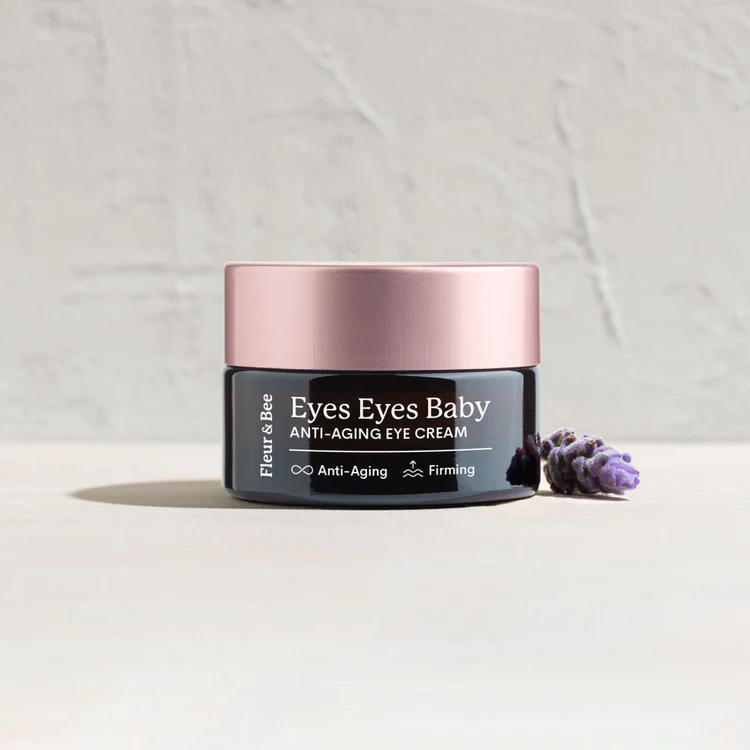 Fleur & Bee
Eyes Eyes Baby
ANTI-AGING EYE CREAM
Anti-Aging
Firming